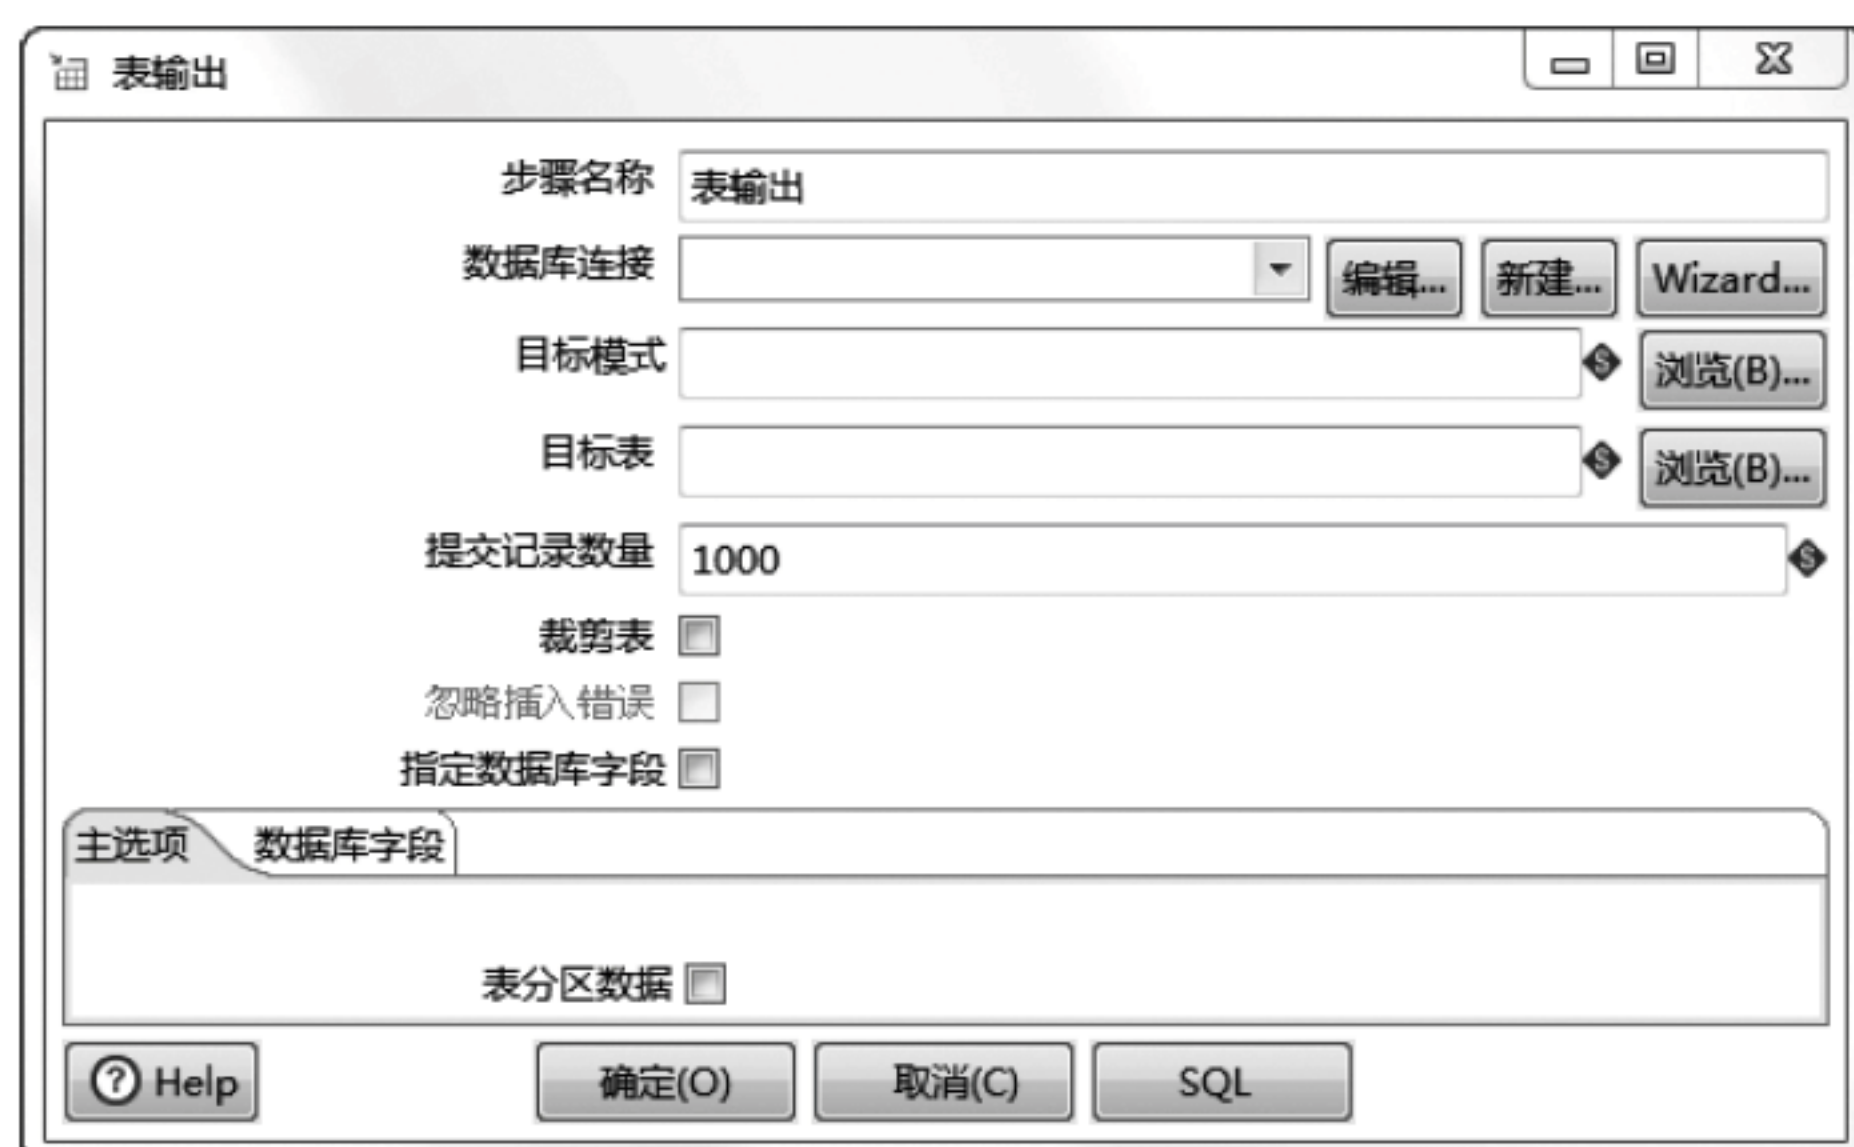 表输出
步骤名称 表输出
数据库连接 编辑... 新建... Wizard...
目标模式 浏览(B)...
目标表 浏览(B)...
提交记录数量 1000
裁剪表
忽略插入错误
指定数据库字段
主选项 数据库字段
表分区数据
Help 确定(O) 取消(C) SQL